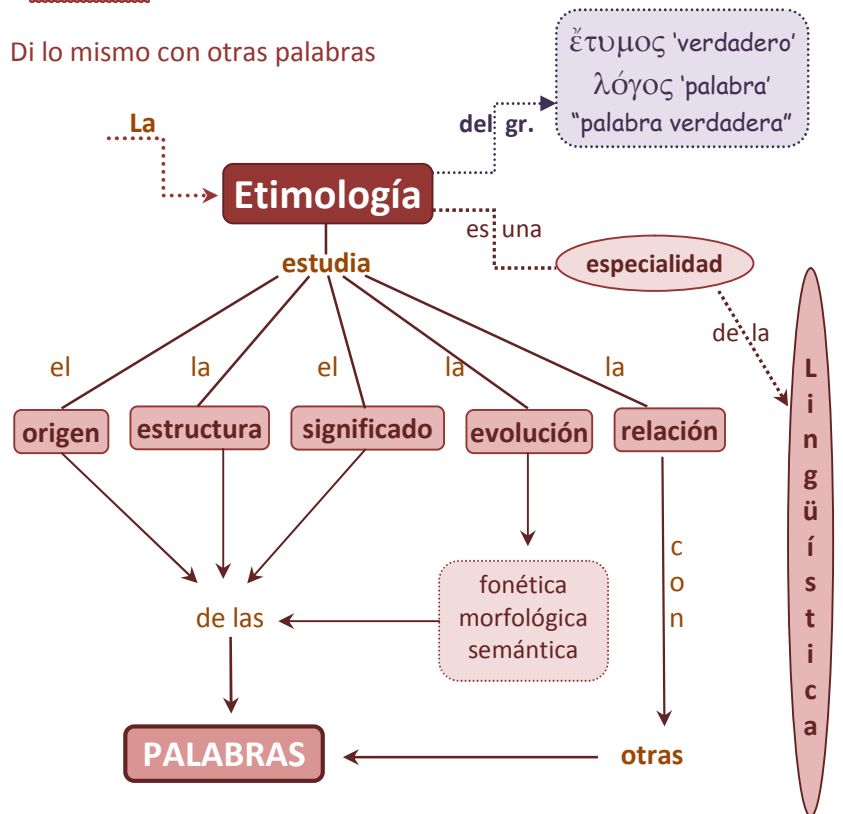 Di lo mismo con otras palabras
ἔτυμος 'verdadero'
λόγος 'palabra'
"palabra verdadera"
La
del gr.
Etimología
es una
especialidad
estudia
de la
Lingüística
el
la
el
la
la
origen
estructura
significado
evolución
relación
con
fonética
morfológica
semántica
de las
PALABRAS
otras